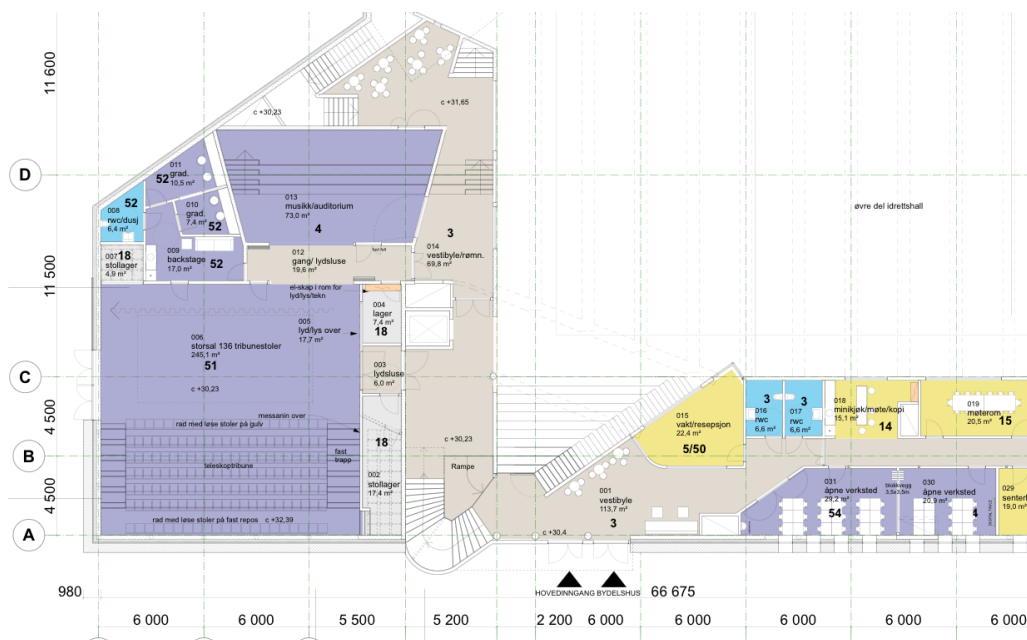 11 600
c +30,23
c +31,65
D
011
grad.
10,5 m²
52
52
008
rwc/dusj
6,4 m²
010
grad.
7,4 m²
52
013
musikk/auditorium
73,0 m²
4
3
014
vestibyle/rømn.
69,8 m²
øvre del idrettshall
18
007
stollager
4,9 m²
009
backstage
17,0 m²
52
012
gang/ lydsluse
19,6 m²
11 500
el-skap i rom for
lyd/lys/tekn
004
lager
7,4 m²
18
005
lyd/lys over
17,7 m²
006
storsal 136 tribunestoler
245,1 m²
51
003
lydsluse
6,0 m²
C
c +30,23
messanin over
rad med løse stoler på gulv
4 500
18
fast
trapp
teleskoptribune
002
stollager
17,4 m²
c +30,23
Rampe
B
015
vakt/resepsjon
22,4 m²
5/50
3
016
rwc
6,6 m²
3
017
rwc
6,6 m²
018
minikjøk/møte/kopi
15,1 m²
14
019
møterom
20,5 m²
15
4 500
rad med løse stoler på fast repos
c +32,39
001
vestibyle
113,7 m²
3
c +30,4
031
åpne verksted
29,2 m²
54
blokkvegg
3,5x3,5m
030
åpne verksted
20,9 m²
4
029
senterl
19,0 m²
A
980
HOVEDINNGANG BYDELSHUS
66 675
6 000
6 000
5 500
5 200
2 200
6 000
6 000
6 000
6 000